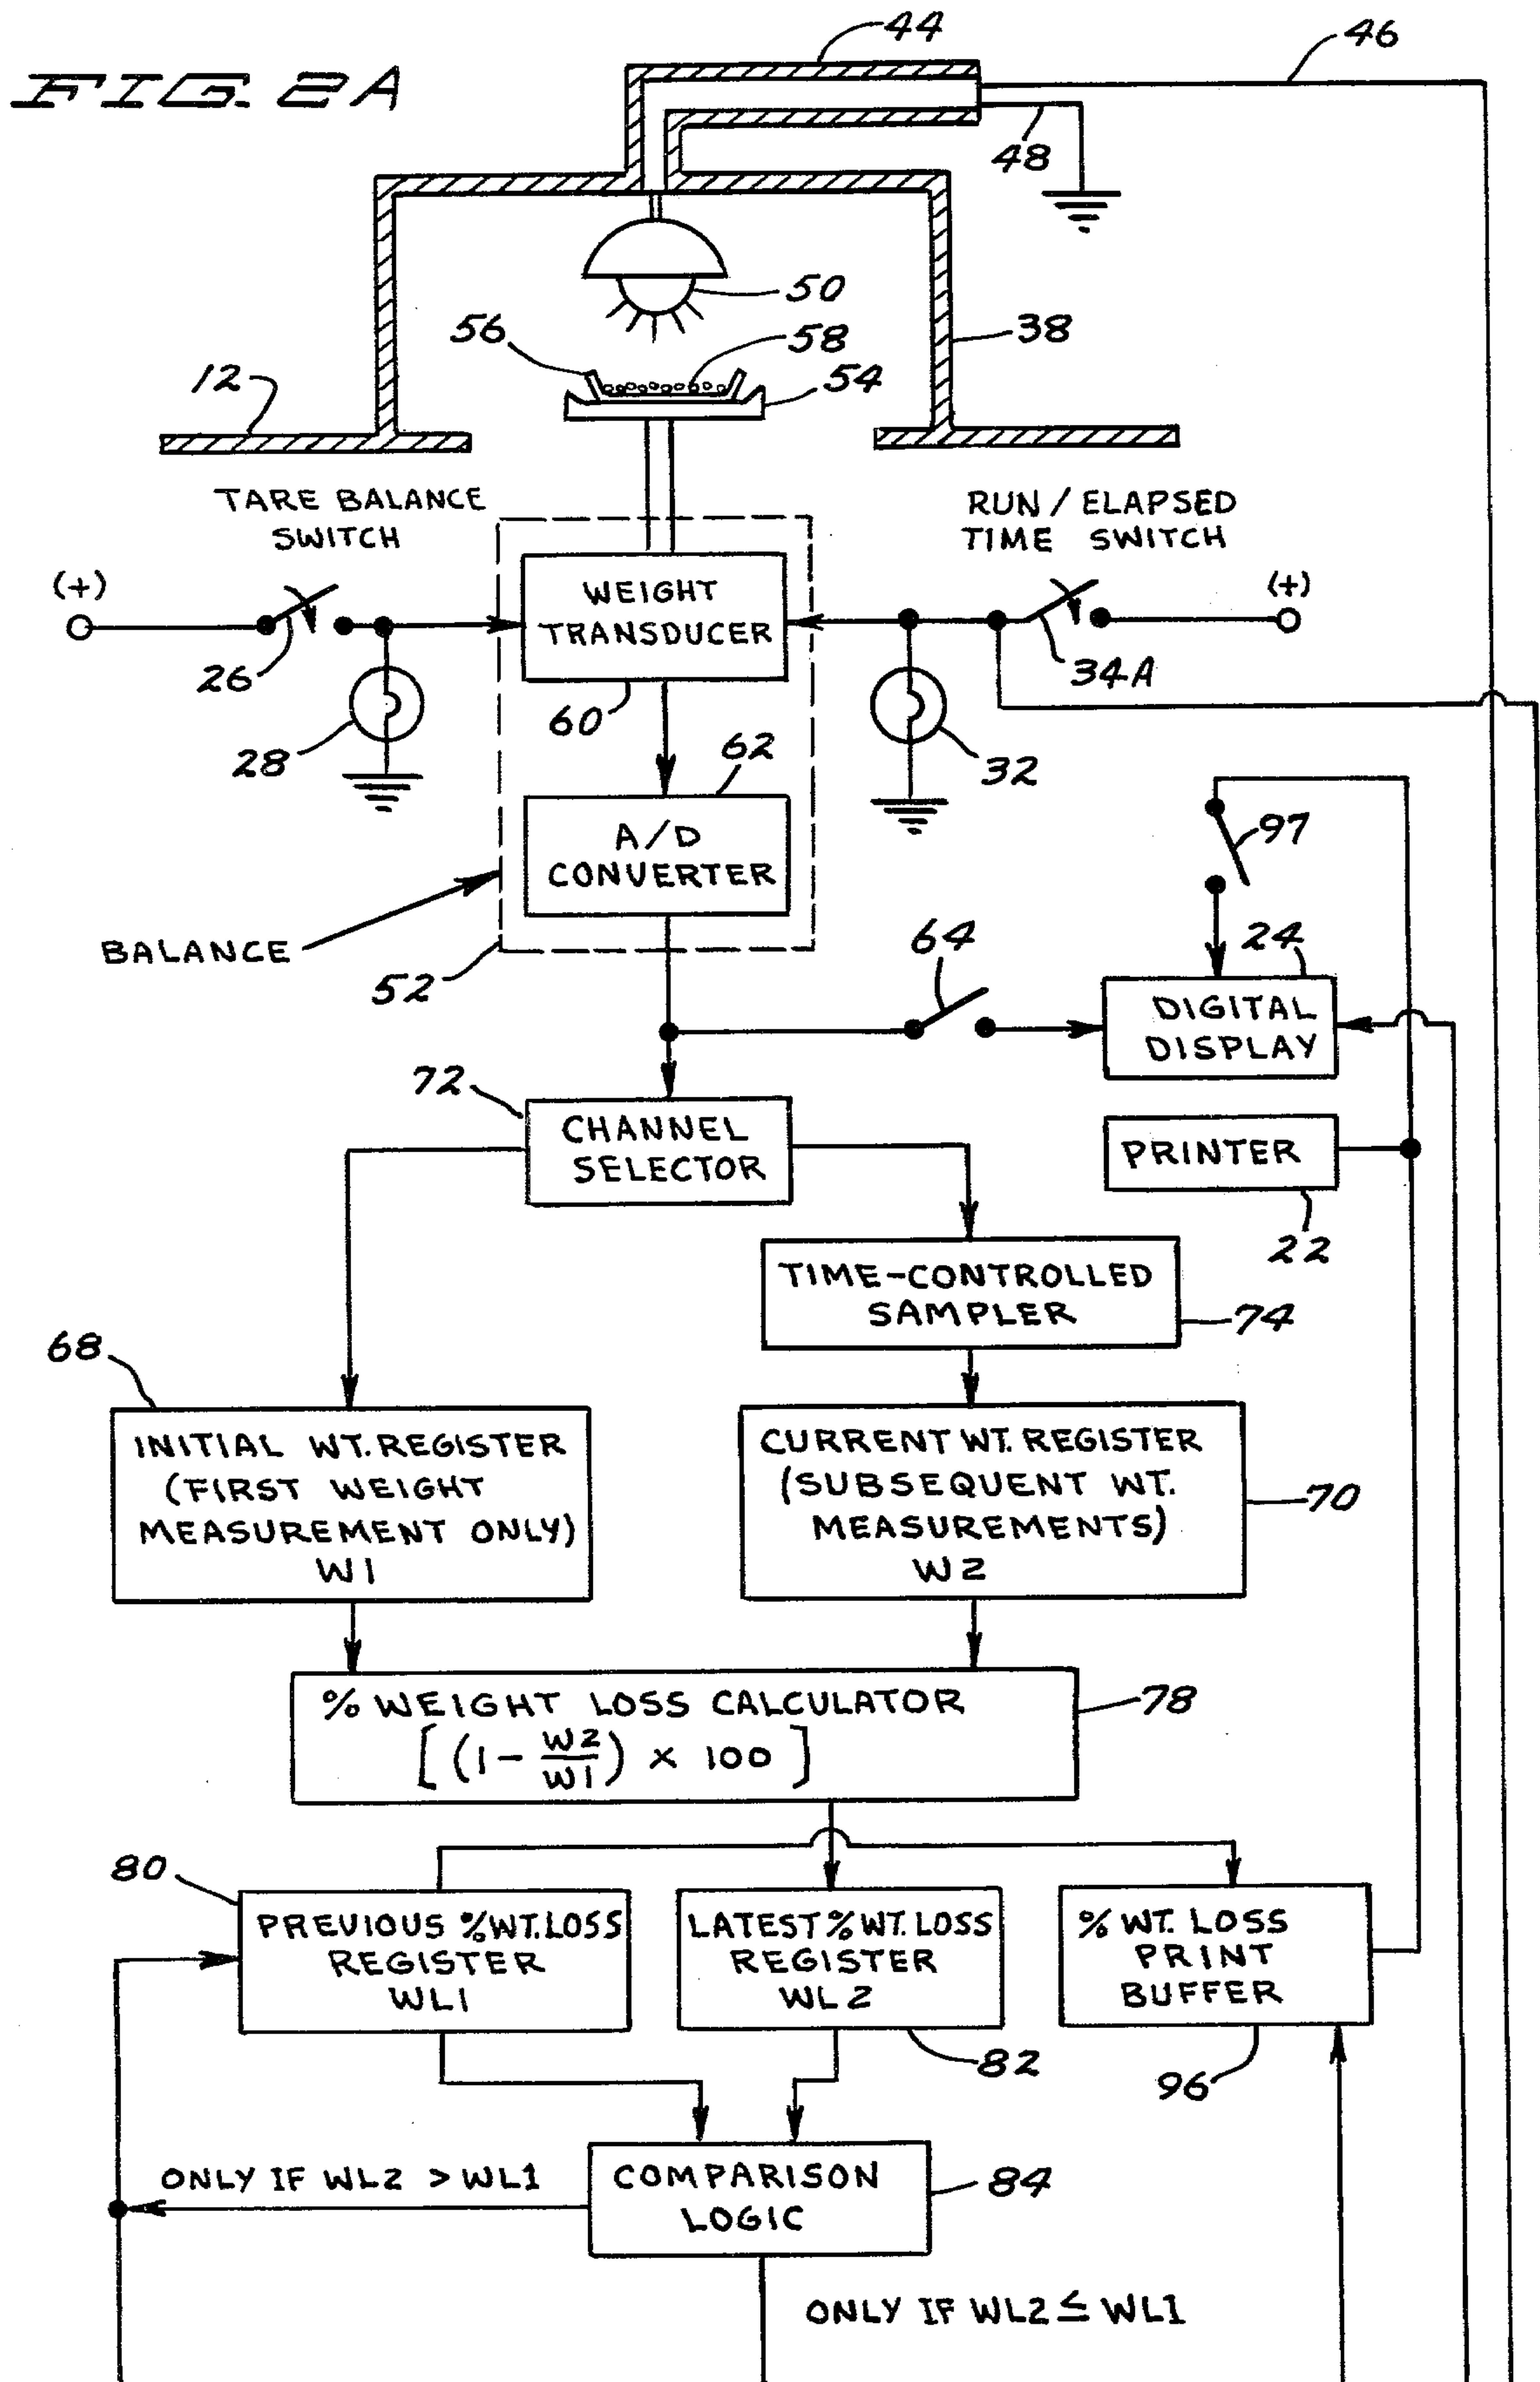 FIG. 2A
44
46
48
50
56
58
38
12
54
TARE BALANCE
SWITCH
RUN / ELAPSED
TIME SWITCH
(+)
WEIGHT
TRANSDUCER
(+)
26
34A
60
28
62
32
A/D
CONVERTER
97
BALANCE
52
64
24
DIGITAL
DISPLAY
72
CHANNEL
SELECTOR
PRINTER
22
TIME-CONTROLLED
SAMPLER
74
68
INITIAL WT. REGISTER
(FIRST WEIGHT
MEASUREMENT ONLY)
W1
CURRENT WT. REGISTER
(SUBSEQUENT WT.
MEASUREMENTS)
W2
70
% WEIGHT LOSS CALCULATOR
[(1 - W2/W1) x 100]
78
80
PREVIOUS % WT. LOSS
REGISTER
WL1
LATEST % WT. LOSS
REGISTER
WL2
% WT. LOSS
PRINT
BUFFER
82
96
ONLY IF WL2 > WL1
COMPARISON
LOGIC
84
ONLY IF WL2 ≤ WL1